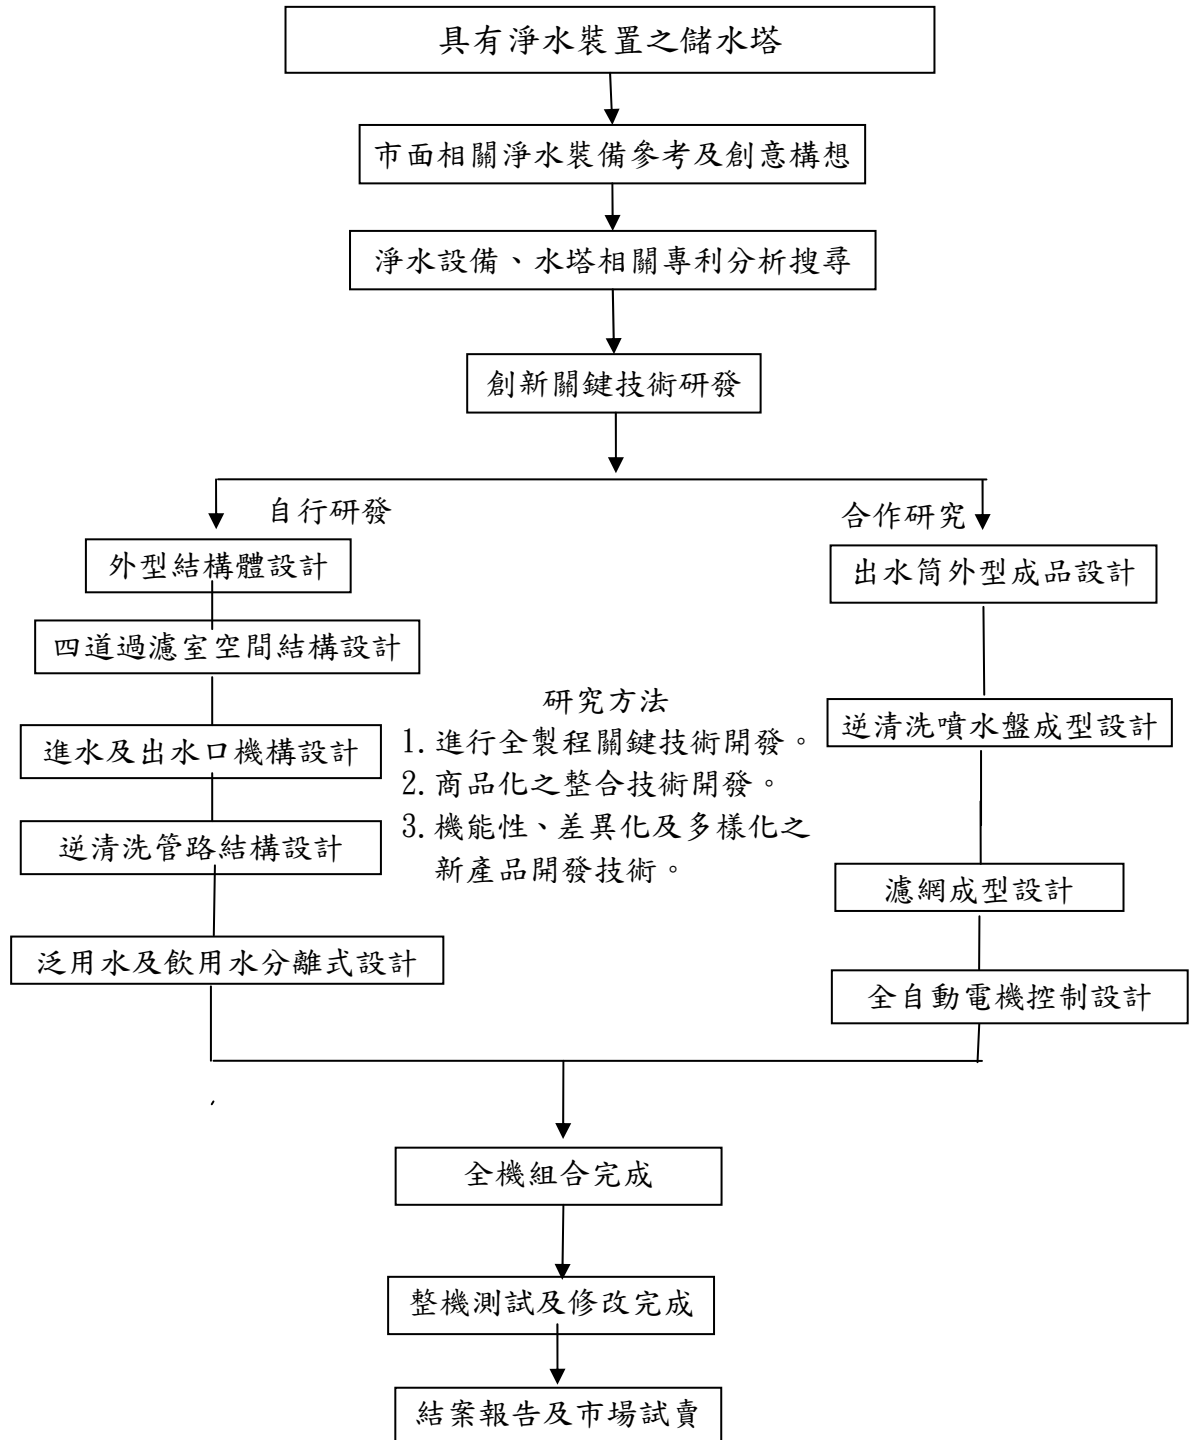 具有淨水裝置之儲水塔
市面相關淨水裝備參考及創意構想
淨水設備、水塔相關專利分析搜尋
創新關鍵技術研發
自行研發
外型結構體設計
四道過濾室空間結構設計
進水及出水口機構設計
逆清洗管路結構設計
泛用水及飲用水分離式設計
研究方法
1.進行全製程關鍵技術開發。
2.商品化之整合技術開發。
3.機能性、差異化及多樣化之
新產品開發技術。
合作研究
出水筒外型成品設計
逆清洗噴水盤成型設計
濾網成型設計
全自動電機控制設計
全機組合完成
整機測試及修改完成
結案報告及市場試賣